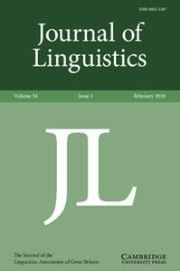 ISSN 0022-2267
Journal of
Linguistics
Volume 54 Issue 1 February 2018
JL
The Journal of the
Linguistics Association of Great Britain
CAMBRIDGE
UNIVERSITY PRESS